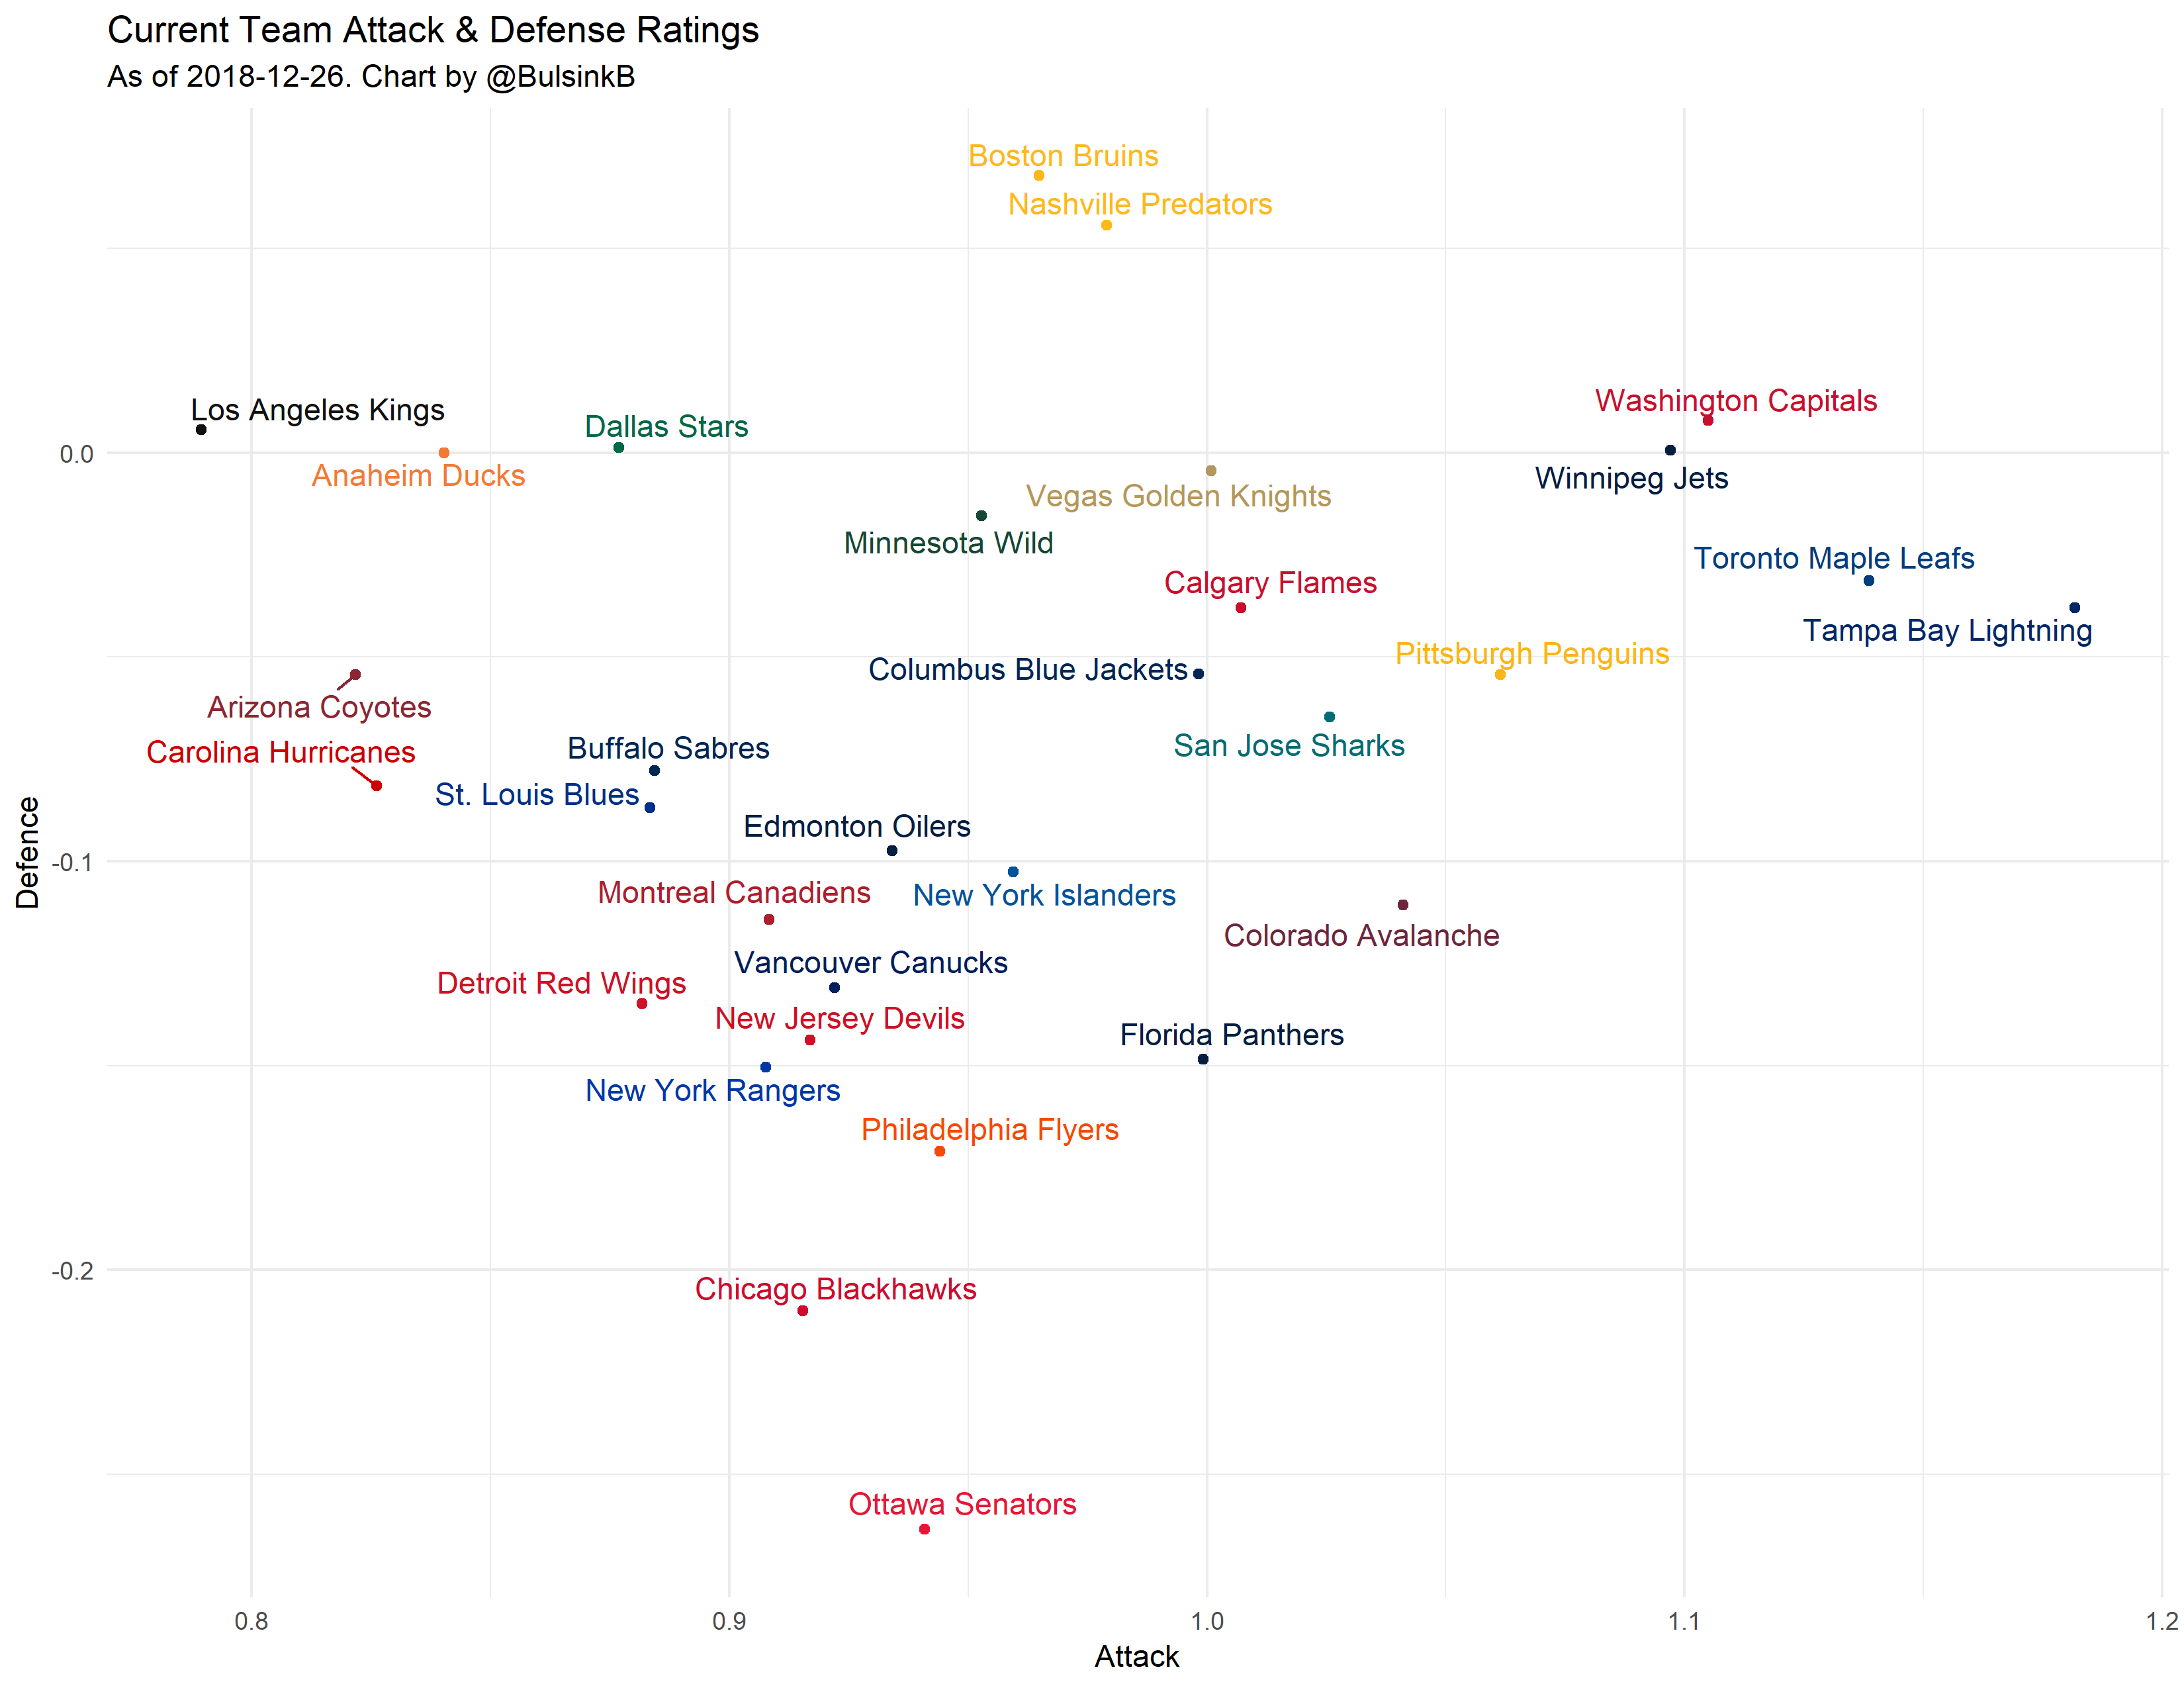 Current Team Attack & Defense Ratings
As of 2018-12-26. Chart by @BulsinkB
Boston Bruins
Nashville Predators
Washington Capitals
Los Angeles Kings
Dallas Stars
0.0
Anaheim Ducks
Winnipeg Jets
Vegas Golden Knights
Minnesota Wild
Toronto Maple Leafs
Calgary Flames
Tampa Bay Lightning
Pittsburgh Penguins
Columbus Blue Jackets
Arizona Coyotes
San Jose Sharks
Buffalo Sabres
Carolina Hurricanes
St. Louis Blues
Edmonton Oilers
Defence
-0.1
Montreal Canadiens
New York Islanders
Colorado Avalanche
Vancouver Canucks
Detroit Red Wings
New Jersey Devils
Florida Panthers
New York Rangers
Philadelphia Flyers
-0.2
Chicago Blackhawks
Ottawa Senators
0.8
0.9
1.0
1.1
1.2
Attack